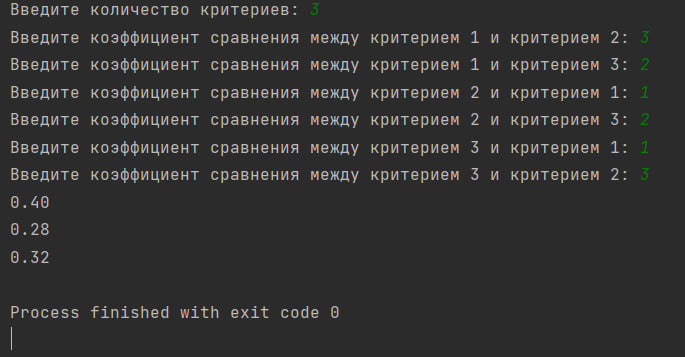 Введите количество критериев: 3
Введите коэффициент сравнения между критерием 1 и критерием 2: 3
Введите коэффициент сравнения между критерием 1 и критерием 3: 2
Введите коэффициент сравнения между критерием 2 и критерием 1: 1
Введите коэффициент сравнения между критерием 2 и критерием 3: 2
Введите коэффициент сравнения между критерием 3 и критерием 1: 1
Введите коэффициент сравнения между критерием 3 и критерием 2: 3
0.40
0.28
0.32
Process finished with exit code 0